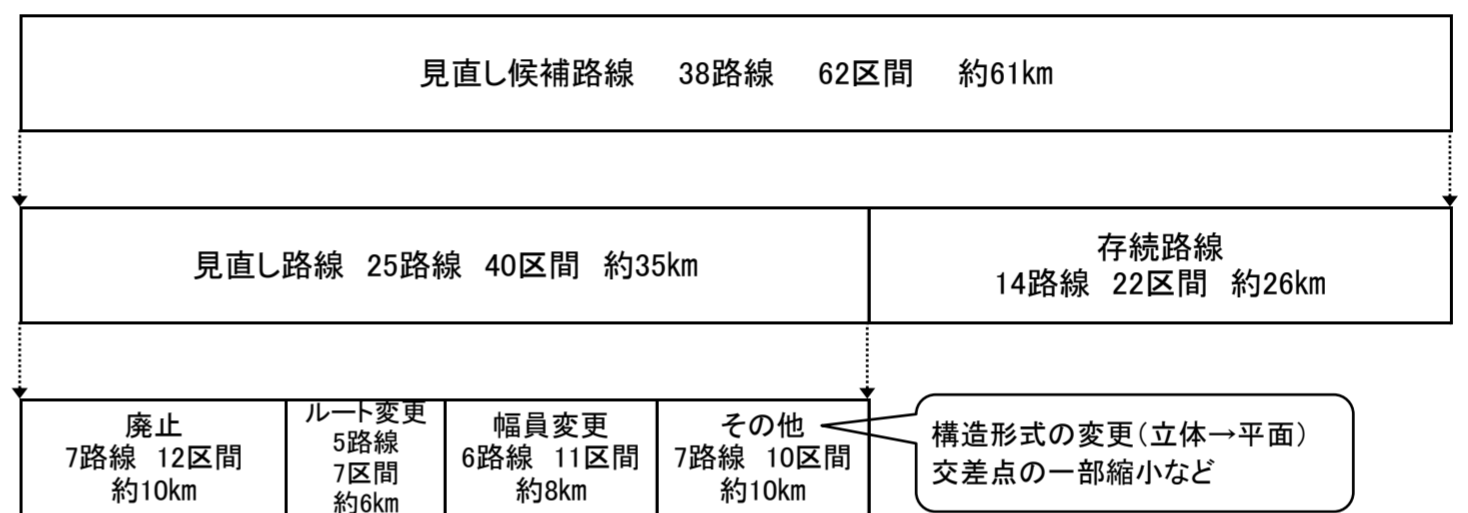 見直し候補路線　38路線　62区間　約61km
見直し路線　25路線　40区間　約35km
存続路線
14路線　22区間　約26km
廃止
7路線　12区間
約10km
ルート変更
5路線
7区間
約6km
幅員変更
6路線　11区間
約8km
その他
7路線　10区間
約10km
構造形式の変更（立体→平面）
交差点の一部縮小など